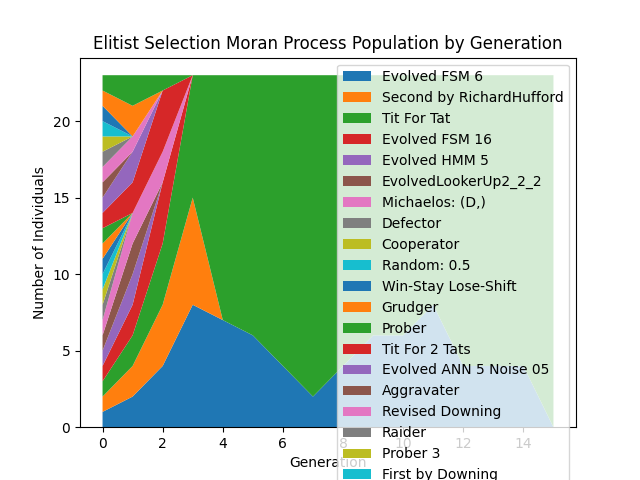 Elitist Selection Moran Process Population by Generation
Number of Individuals
20
15
10
5
0
0 2 4 6 8 10 12 14
Generation
Evolved FSM 6
Second by RichardHufford
Tit For Tat
Evolved FSM 16
Evolved HMM 5
EvolvedLookerUp2_2_2
Michaelos: (D,)
Defector
Cooperator
Random: 0.5
Win-Stay Lose-Shift
Grudger
Prober
Tit For 2 Tats
Evolved ANN 5 Noise 05
Aggravater
Revised Downing
Raider
Prober 3
First by Downing